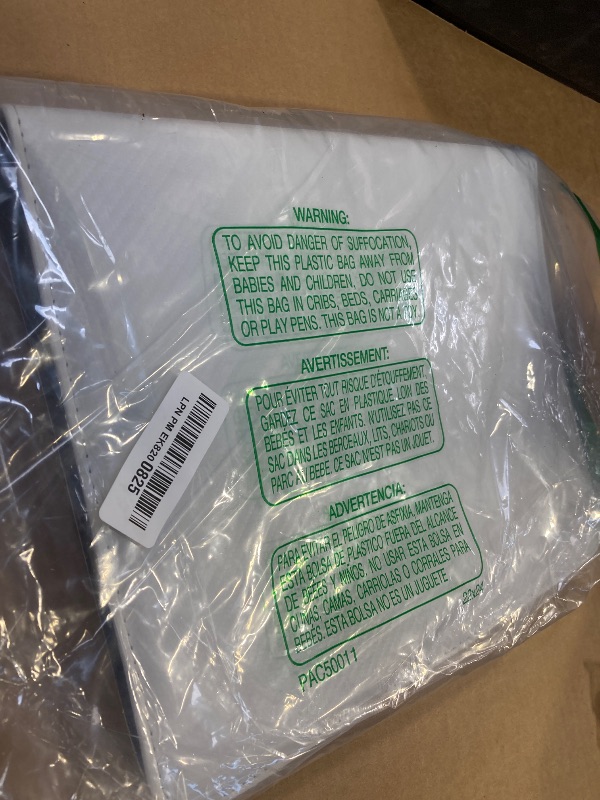 WARNING:
TO AVOID DANGER OF SUFFOCATION,
KEEP THIS PLASTIC BAG AWAY FROM
BABIES AND CHILDREN. DO NOT USE
THIS BAG IN CRIBS, BEDS, CARRIAGES
OR PLAY PENS. THIS BAG IS NOT A TOY.
AVERTISSEMENT:
POUR ÉVITER TOUT RISQUE D'ÉTOUFFEMENT,
GARDEZ CE SAC EN PLASTIQUE LOIN DES
BÉBÉS ET LES ENFANTS. N'UTILISEZ PAS CE
SAC DANS LES BERCEAUX, LITS, CHARIOTS OU
PARC AU BÉBÉ. CE SAC N'EST PAS UN JOUET.
ADVERTENCIA:
PARA EVITAR EL PELIGRO DE ASFIXIA, MANTENGA
ESTA BOLSA DE PLASTICO FUERA DEL ALCANCE
DE BEBES Y NIÑOS. NO USAR ESTA BOLSA EN
CUNAS, CAMAS, CARRIOLAS O CORRALES PARA
BEBÉS. ESTA BOLSA NO ES UN JUGUETE
PAC50011
LPN PM EK820 0825